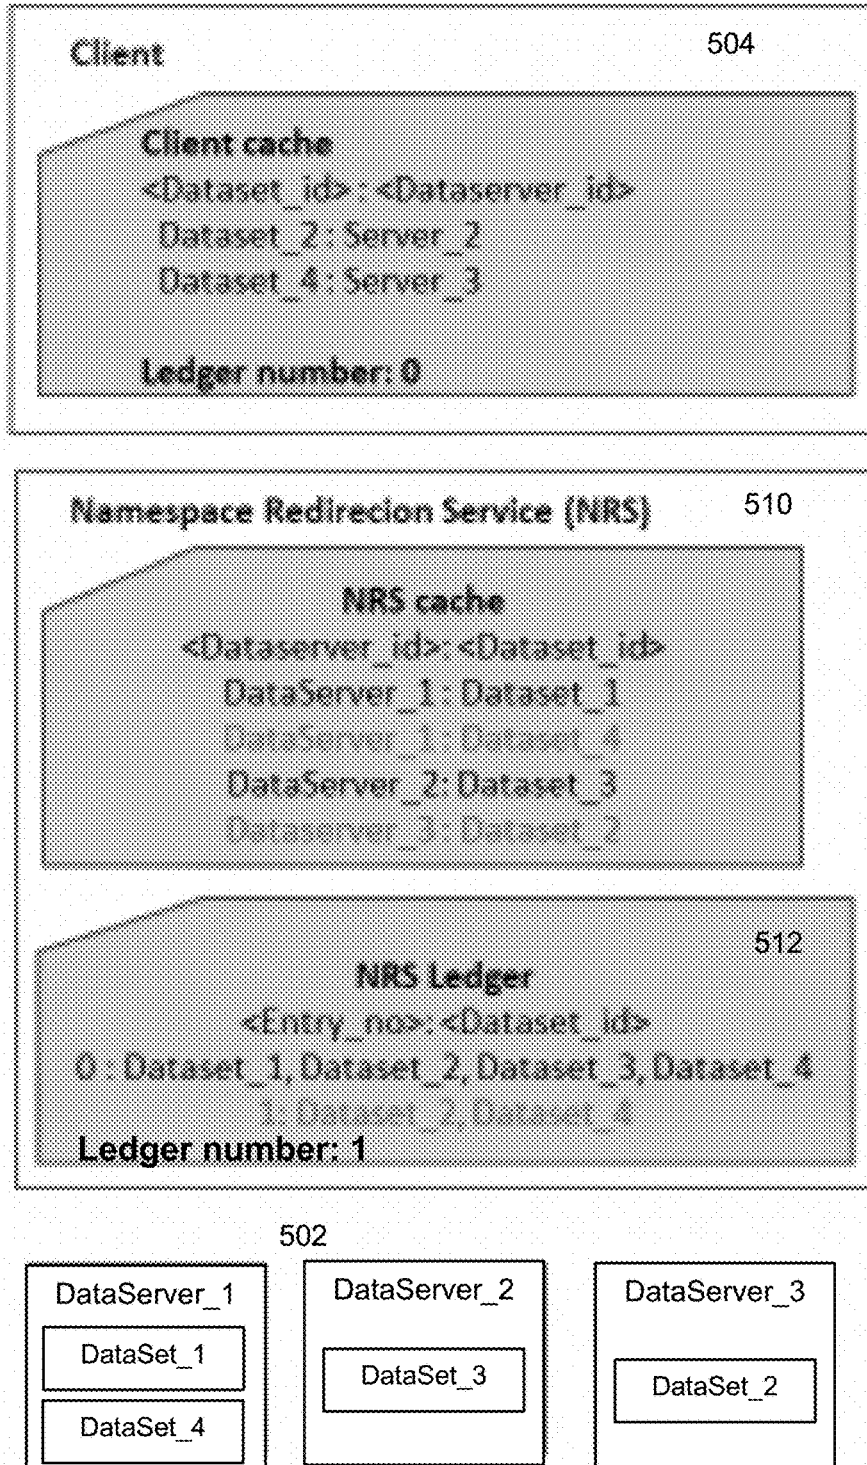 Client
504
Client cache
<Dataset_id> : <Dataserver_id>
Dataset_2 : Server_2
Dataset_4 : Server_3
Ledger number: 0
Namespace Redirecion Service (NRS)
510
NRS cache
<Dataserver_id>: <Dataset_id>
DataServer_1 : Dataset_1
DataServer_1 : Dataset_4
DataServer_2: Dataset_3
Dataserver_3 : Dataset_2
512
NRS Ledger
<Entry_no>: <Dataset_id>
0 : Dataset_1, Dataset_2, Dataset_3, Dataset_4
1: Dataset_2, Dataset_4
Ledger number: 1
502
DataServer_1
DataSet_1
DataSet_4
DataServer_2
DataSet_3
DataServer_3
DataSet_2